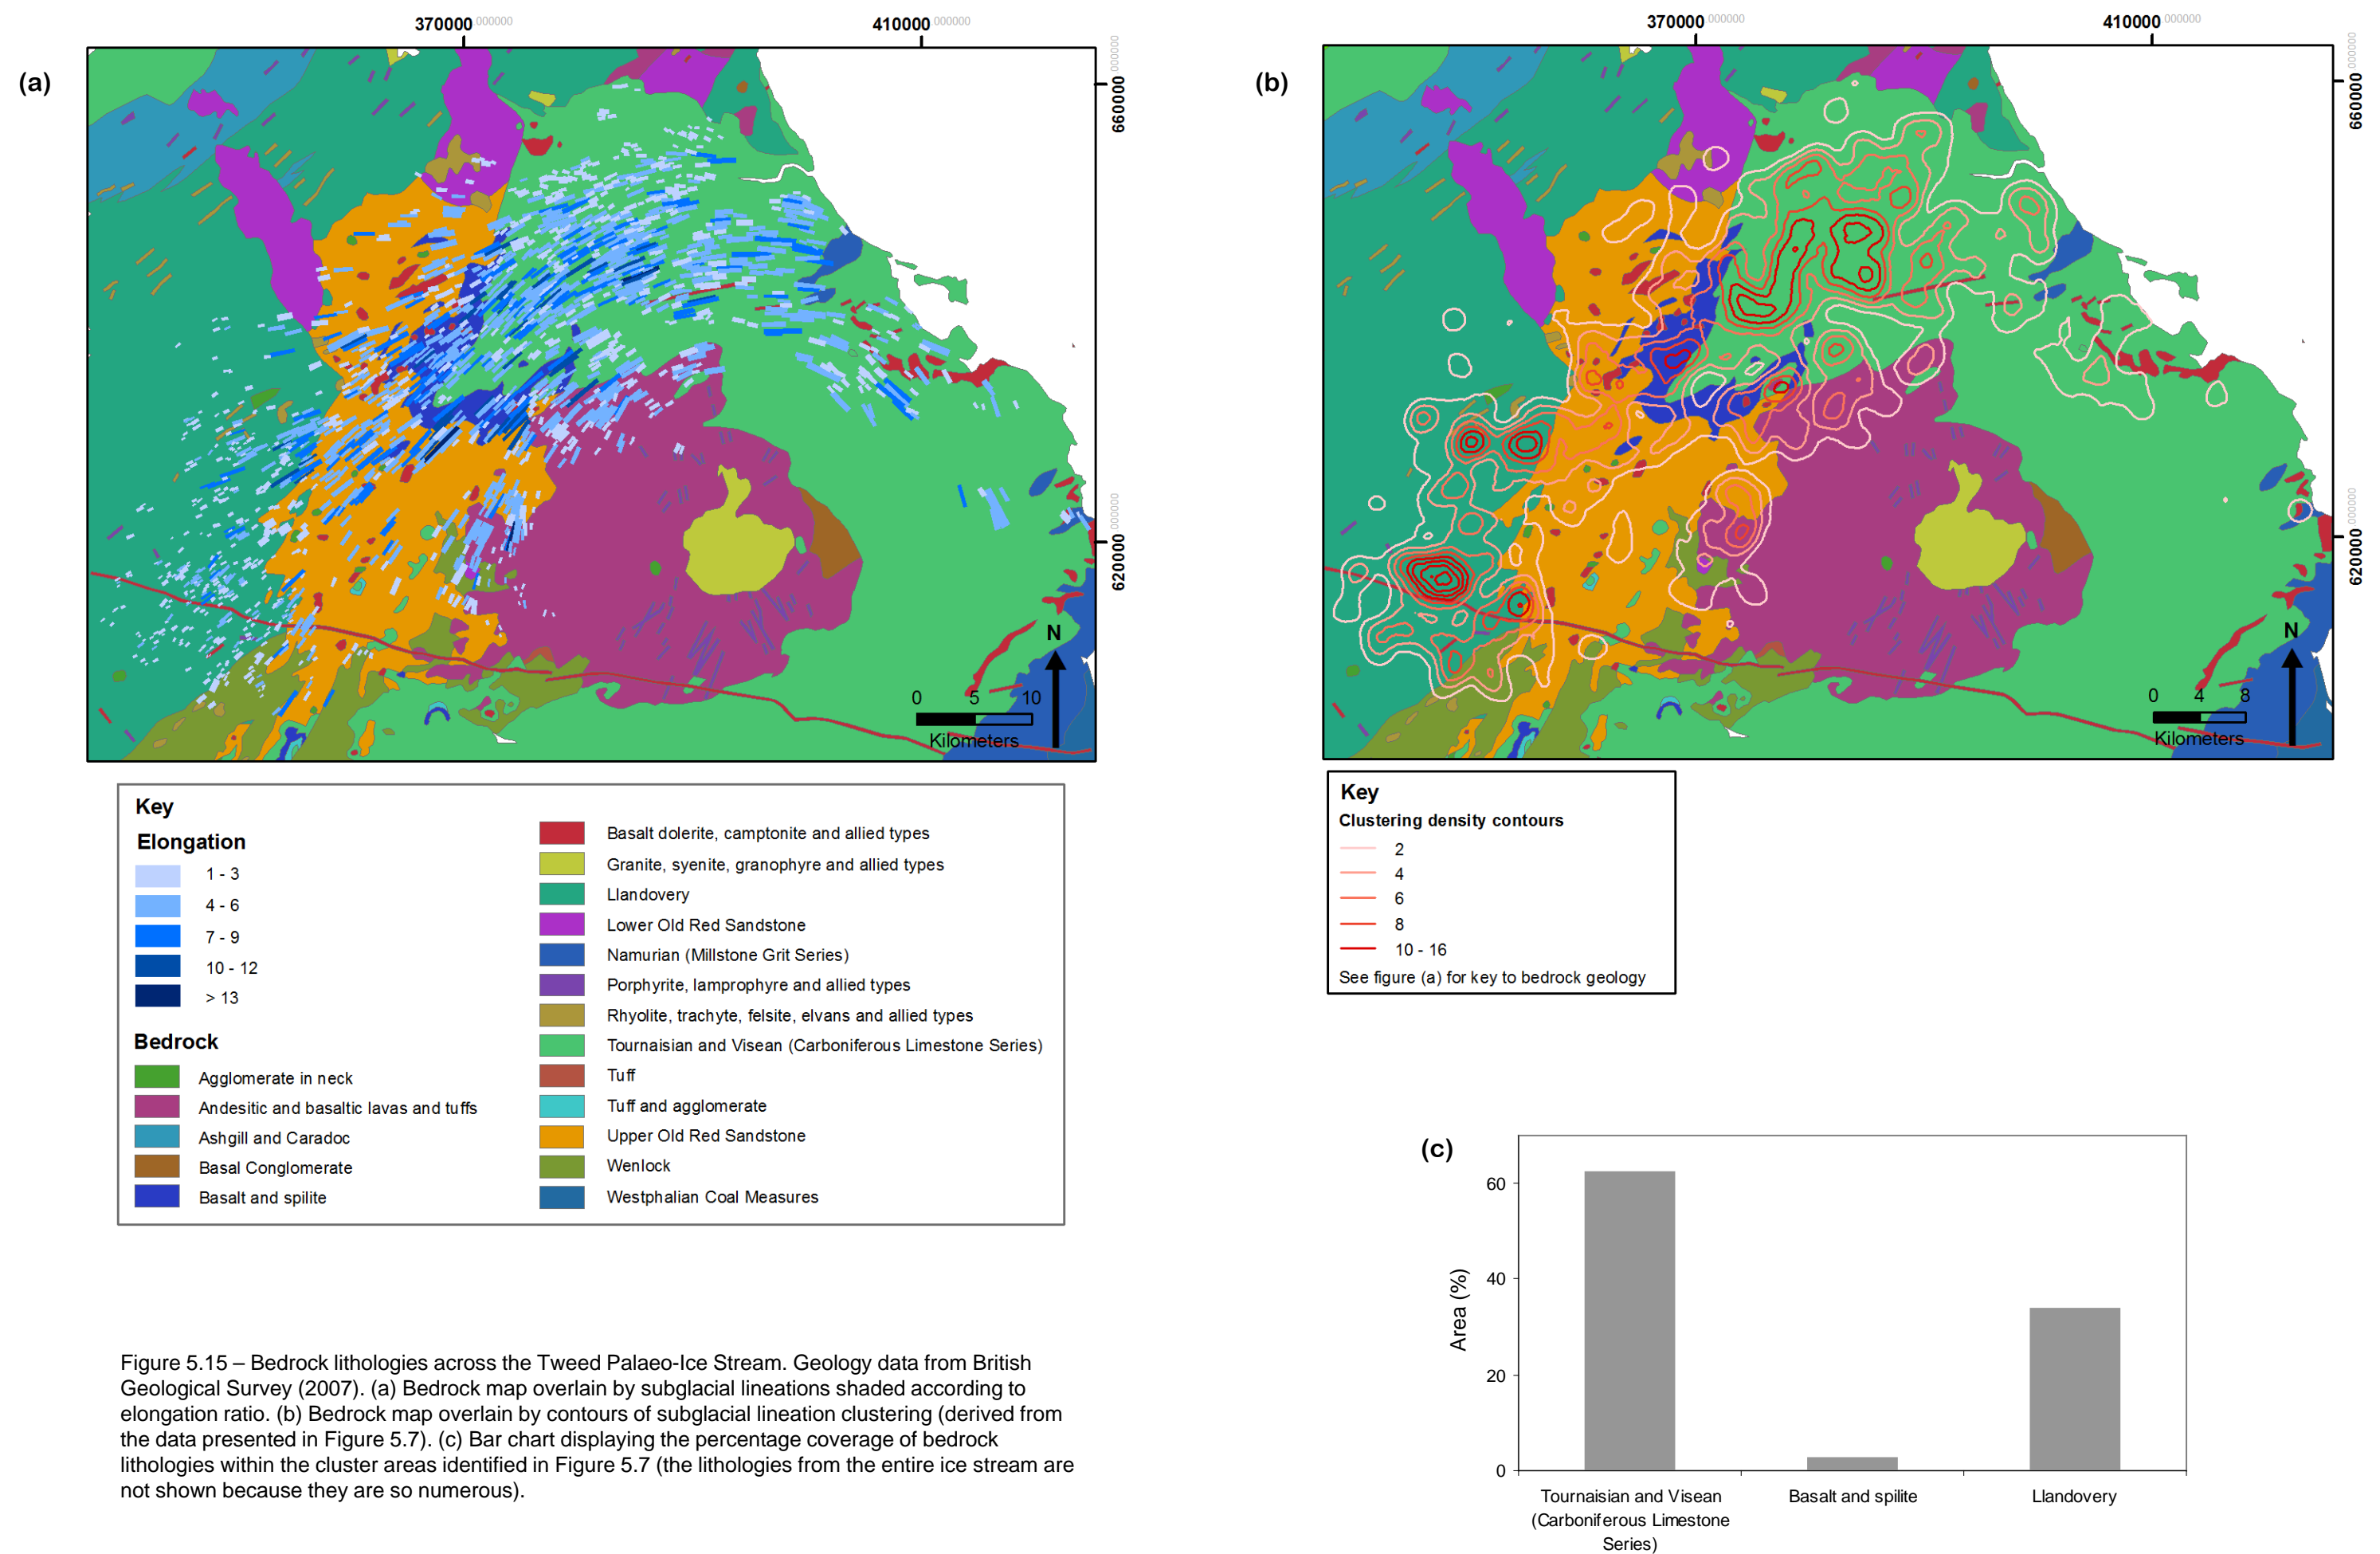 (a)
370000 000000
410000 000000
660000 000000
620000 000000
N
0 5 10
Kilometers
(b)
370000 000000
410000 000000
660000 000000
620000 000000
N
0 4 8
Kilometers
Key
Elongation
1 - 3
4 - 6
7 - 9
10 - 12
> 13
Bedrock
Agglomerate in neck
Andesitic and basaltic lavas and tuffs
Ashgill and Caradoc
Basal Conglomerate
Basalt and spilite
Basalt dolerite, camptonite and allied types
Granite, syenite, granophyre and allied types
Llandovery
Lower Old Red Sandstone
Namurian (Millstone Grit Series)
Porphyrite, lamprophyre and allied types
Rhyolite, trachyte, felsite, elvans and allied types
Tournaisian and Visean (Carboniferous Limestone Series)
Tuff
Tuff and agglomerate
Upper Old Red Sandstone
Wenlock
Westphalian Coal Measures
Key
Clustering density contours
2
4
6
8
10 - 16
See figure (a) for key to bedrock geology
(c)
Area (%)
60
40
20
0
Tournaisian and Visean
(Carboniferous Limestone
Series)
Basalt and spilite
Llandovery
Figure 5.15 – Bedrock lithologies across the Tweed Palaeo-Ice Stream. Geology data from British
Geological Survey (2007). (a) Bedrock map overlain by subglacial lineations shaded according to
elongation ratio. (b) Bedrock map overlain by contours of subglacial lineation clustering (derived from
the data presented in Figure 5.7). (c) Bar chart displaying the percentage coverage of bedrock
lithologies within the cluster areas identified in Figure 5.7 (the lithologies from the entire ice stream are
not shown because they are so numerous).